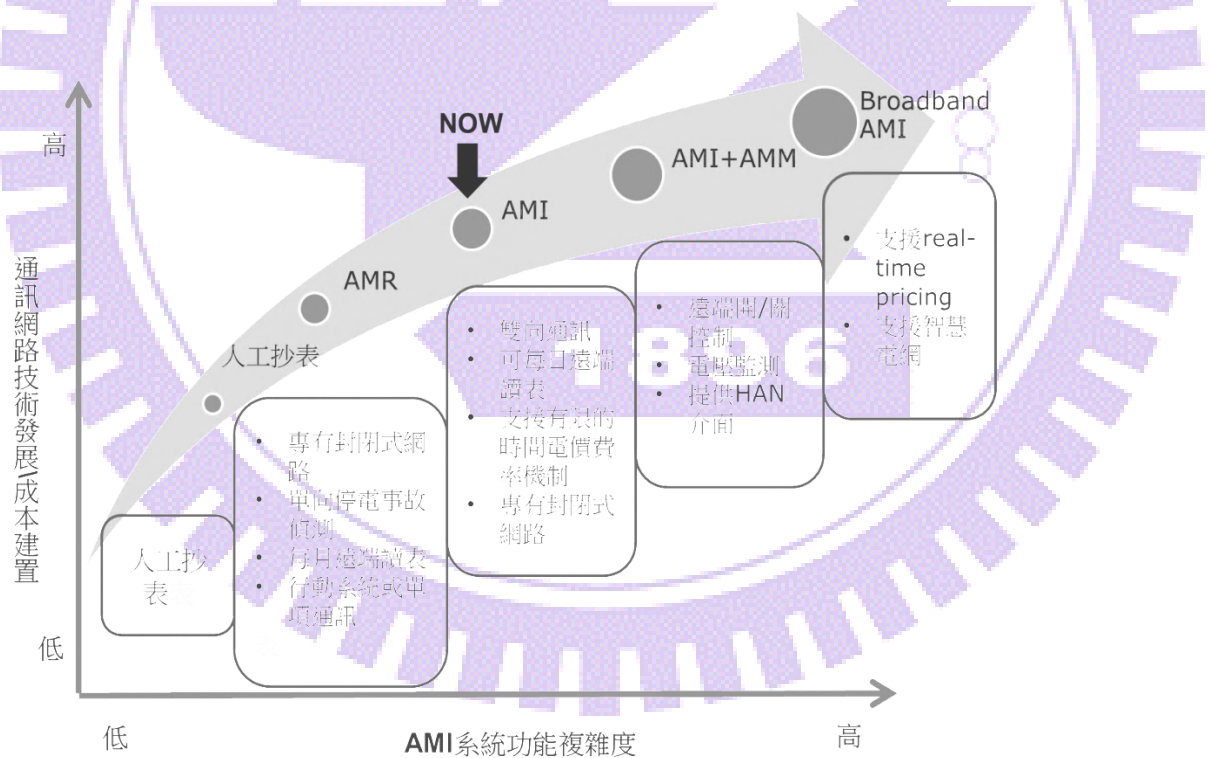 高
NOW
Broadband
AMI
AMI+AMM
AMI
AMR
人工抄表
通訊網路技術發展\成本建置
• 支援real-
time
pricing
• 支援智慧
電網
• 遠端開/關
控制
• 電壓監測
• 提供HAN
介面
• 雙向通訊
• 可每日遠端
讀表
• 支援有限的
時間電價費
率機制
• 專有封閉式
網路
• 專有封閉式網
路
• 單向停電事故
偵測
• 每月遠端讀表
• 行動系統或單
項通訊
人工抄
表
低
低
AMI系統功能複雜度
高
1896